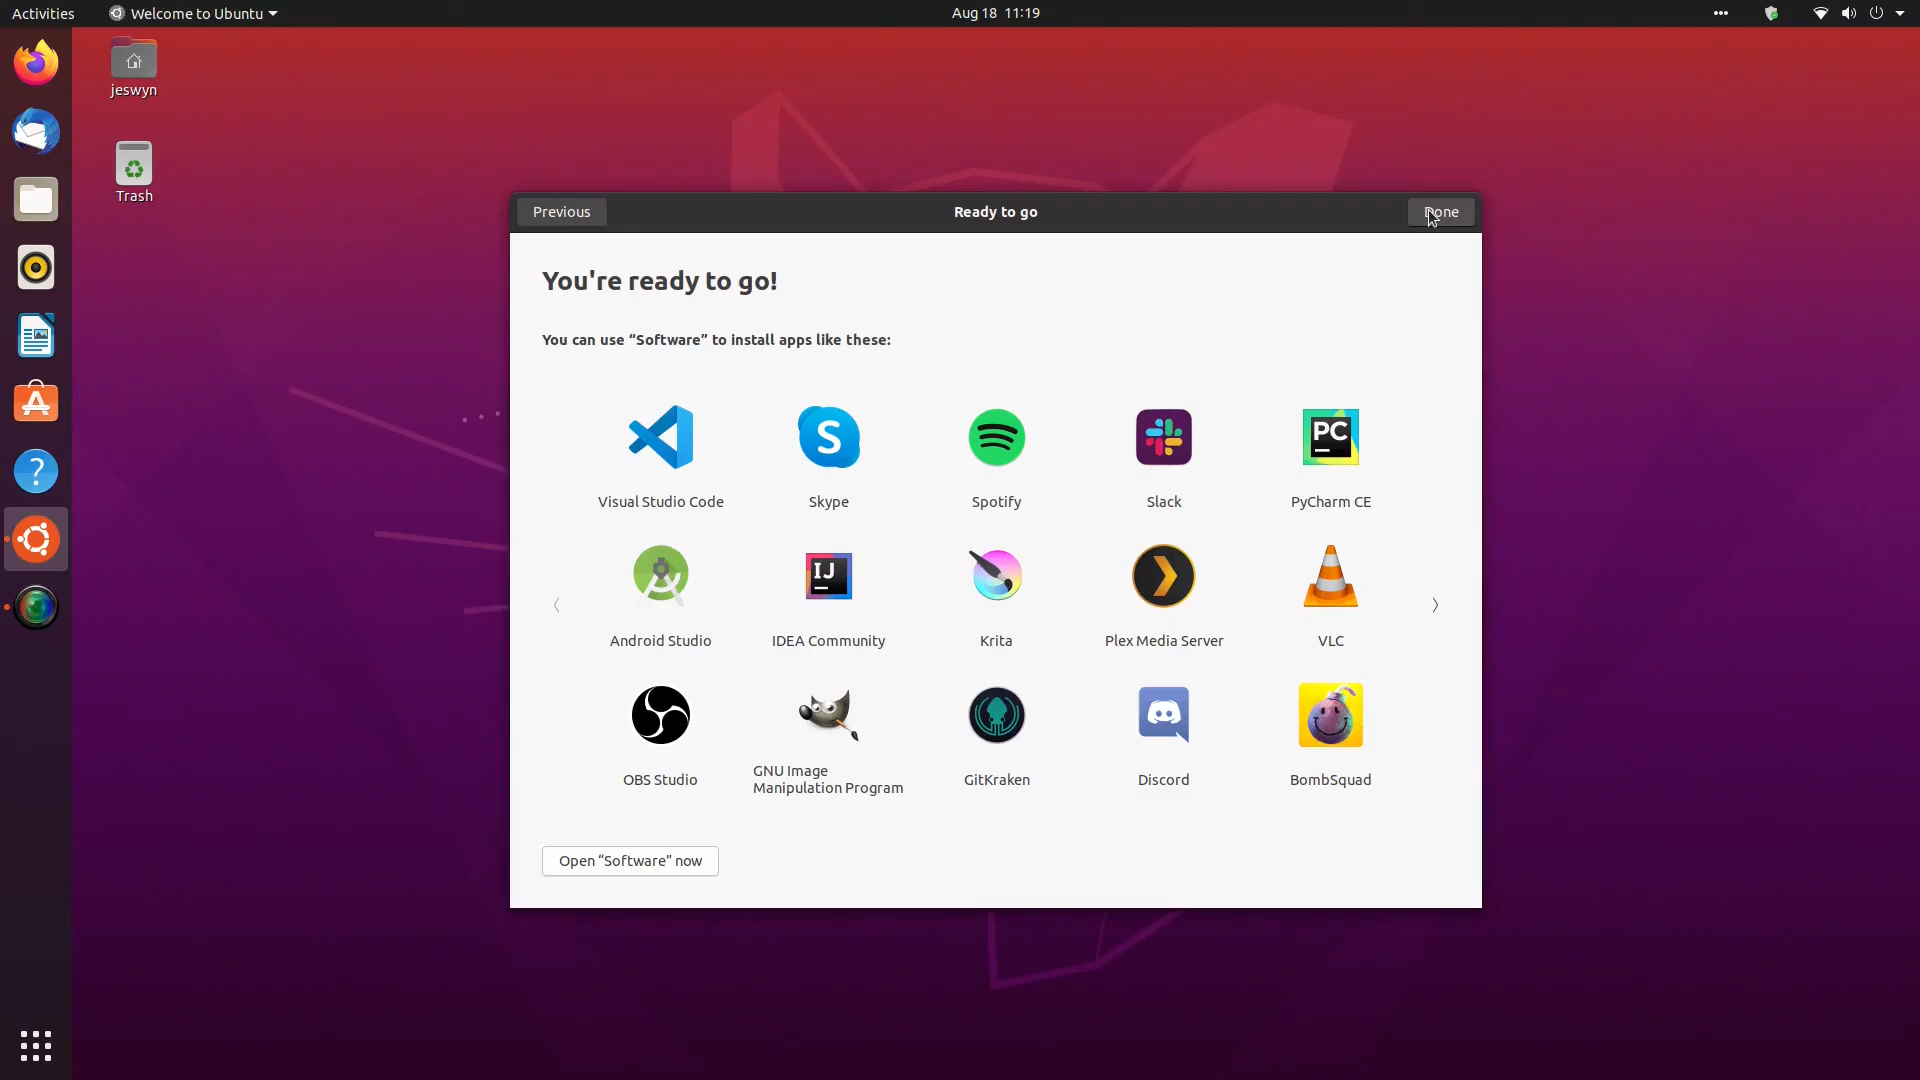 Activities
Welcome to Ubuntu
Aug 18 11:19
jeswyn
Trash
Previous
Ready to go
Done
You're ready to go!
You can use “Software” to install apps like these:
S
PC
Visual Studio Code
Skype
Spotify
Slack
PyCharm CE
IJ
Android Studio
IDEA Community
Krita
Plex Media Server
VLC
OBS Studio
GNU Image
Manipulation Program
GitKraken
Discord
BombSquad
Open “Software” now